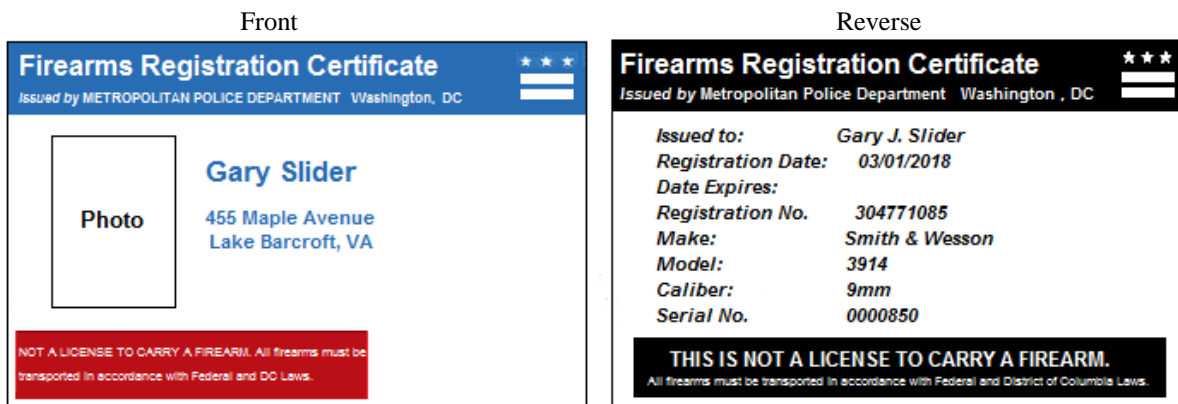 Front
Firearms Registration Certificate
Issued by METROPOLITAN POLICE DEPARTMENT Washington, DC
Photo
Gary Slider
455 Maple Avenue
Lake Barcroft, VA
NOT A LICENSE TO CARRY A FIREARM. All firearms must be
transported in accordance with Federal and DC Laws.
Reverse
Firearms Registration Certificate
Issued by Metropolitan Police Department Washington , DC
Issued to: Gary J. Slider
Registration Date: 03/01/2018
Date Expires:
Registration No. 304771085
Make: Smith & Wesson
Model: 3914
Caliber: 9mm
Serial No. 0000850
THIS IS NOT A LICENSE TO CARRY A FIREARM.
All firearms must be transported in accordance with Federal and District of Columbia Laws.